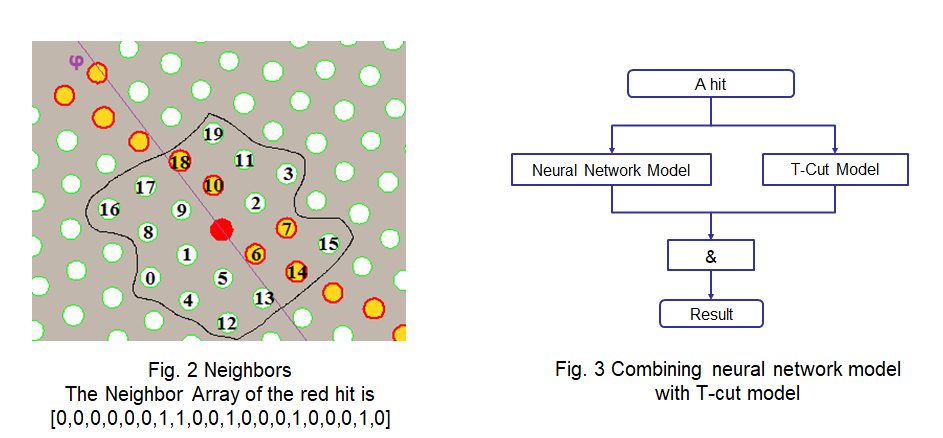 φ
19
18
11
3
10
17
2
16
9
7
8
15
1
6
14
0
5
4
13
12
Fig. 2 Neighbors
The Neighbor Array of the red hit is
[0,0,0,0,0,0,1,1,0,0,1,0,0,0,1,0,0,0,1,0]
A hit
Neural Network Model
T-Cut Model
&
Result
Fig. 3 Combining neural network model
with T-cut model